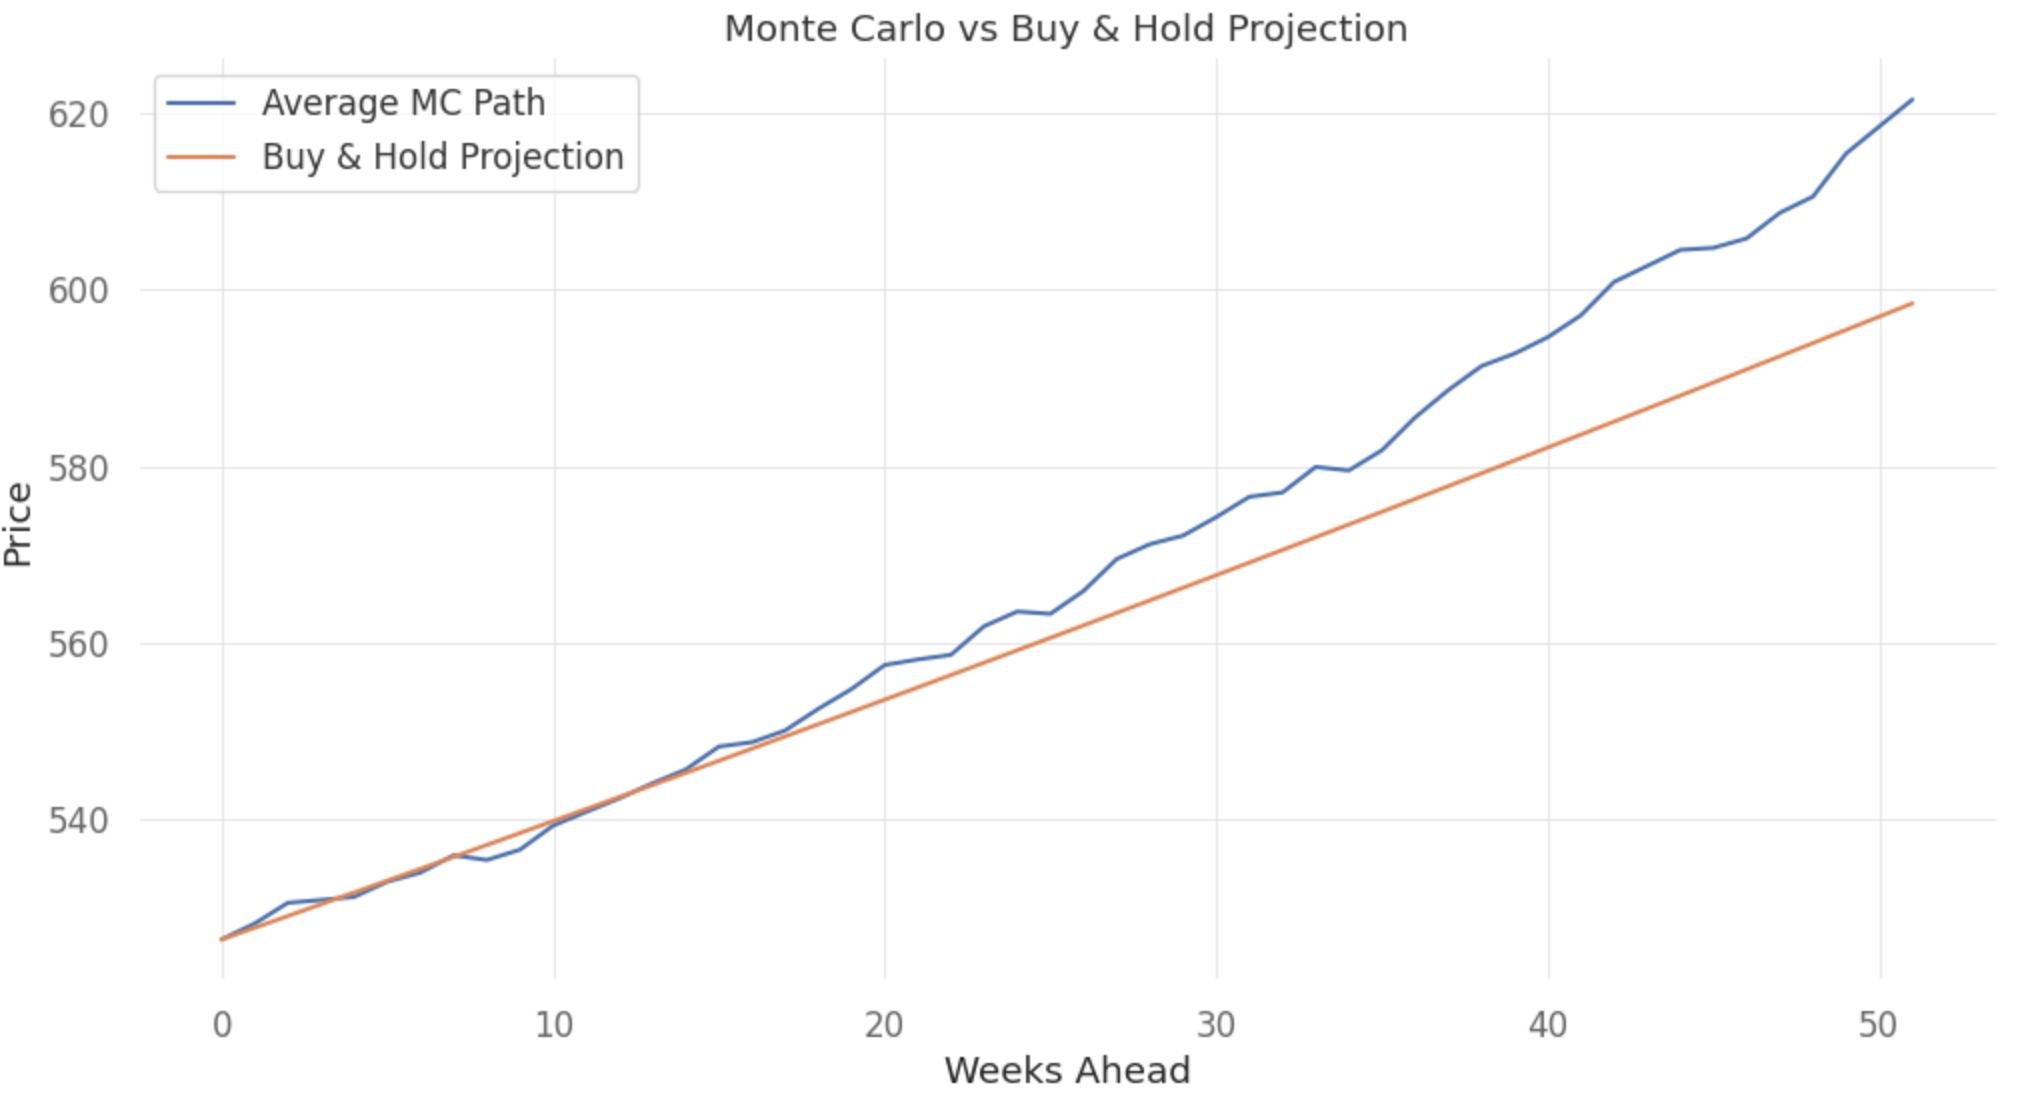 Monte Carlo vs Buy & Hold Projection
Average MC Path
Buy & Hold Projection
620
600
580
560
540
Price
0 10 20 30 40 50
Weeks Ahead